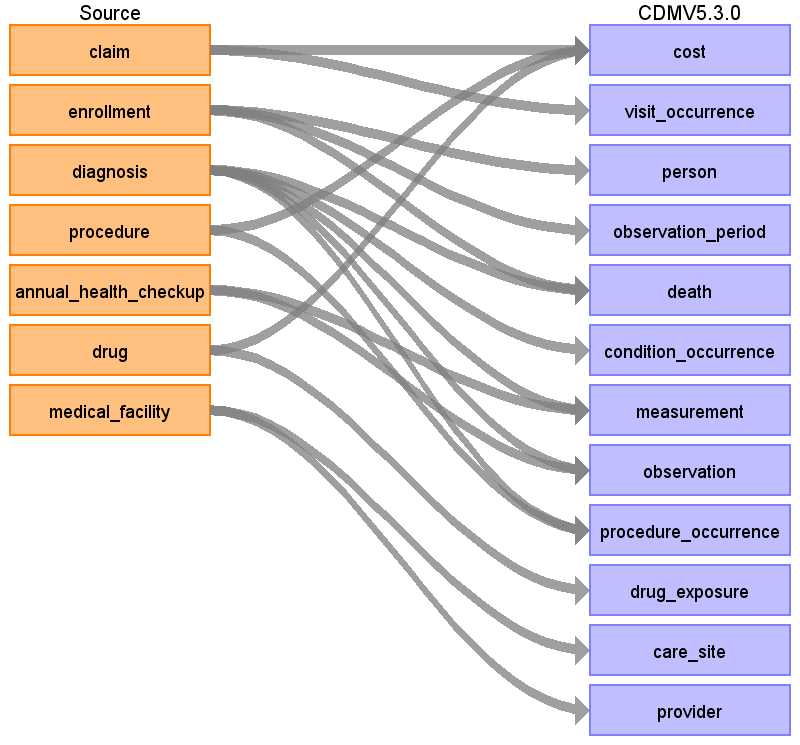 Source
CDMV5.3.0
claim
cost
enrollment
visit_occurrence
diagnosis
person
procedure
observation_period
annual_health_checkup
death
drug
condition_occurrence
medical_facility
measurement
observation
procedure_occurrence
drug_exposure
care_site
provider